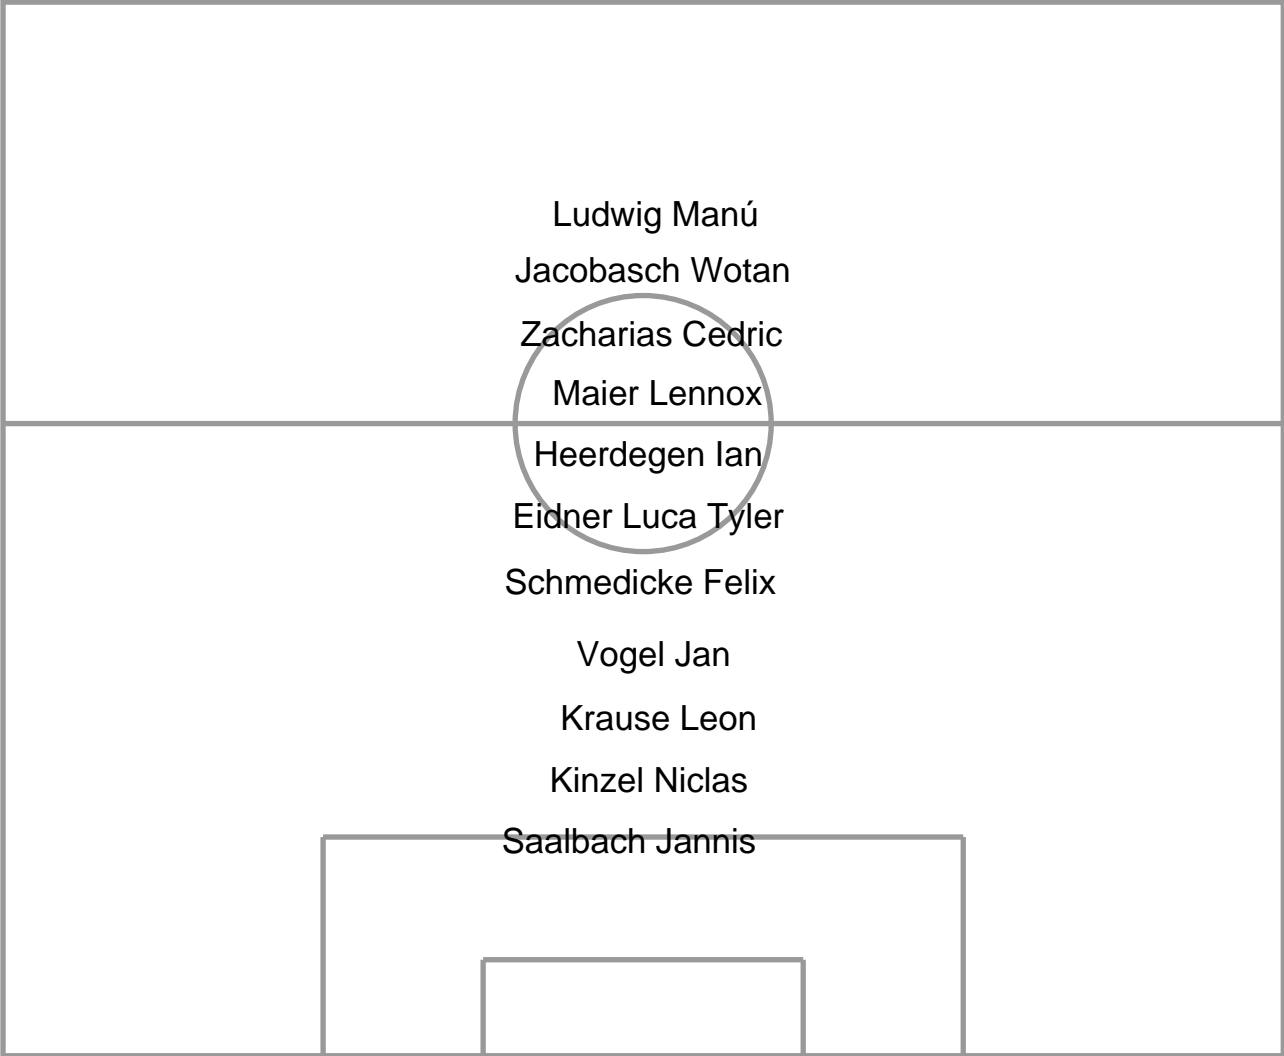 Ludwig Manú
Jacobasch Wotan
Zacharias Cedric
Maier Lennox
Heerdegen Ian
Eidner Luca Tyler
Schmedicke Felix
Vogel Jan
Krause Leon
Kinzel Niclas
Saalbach Jannis